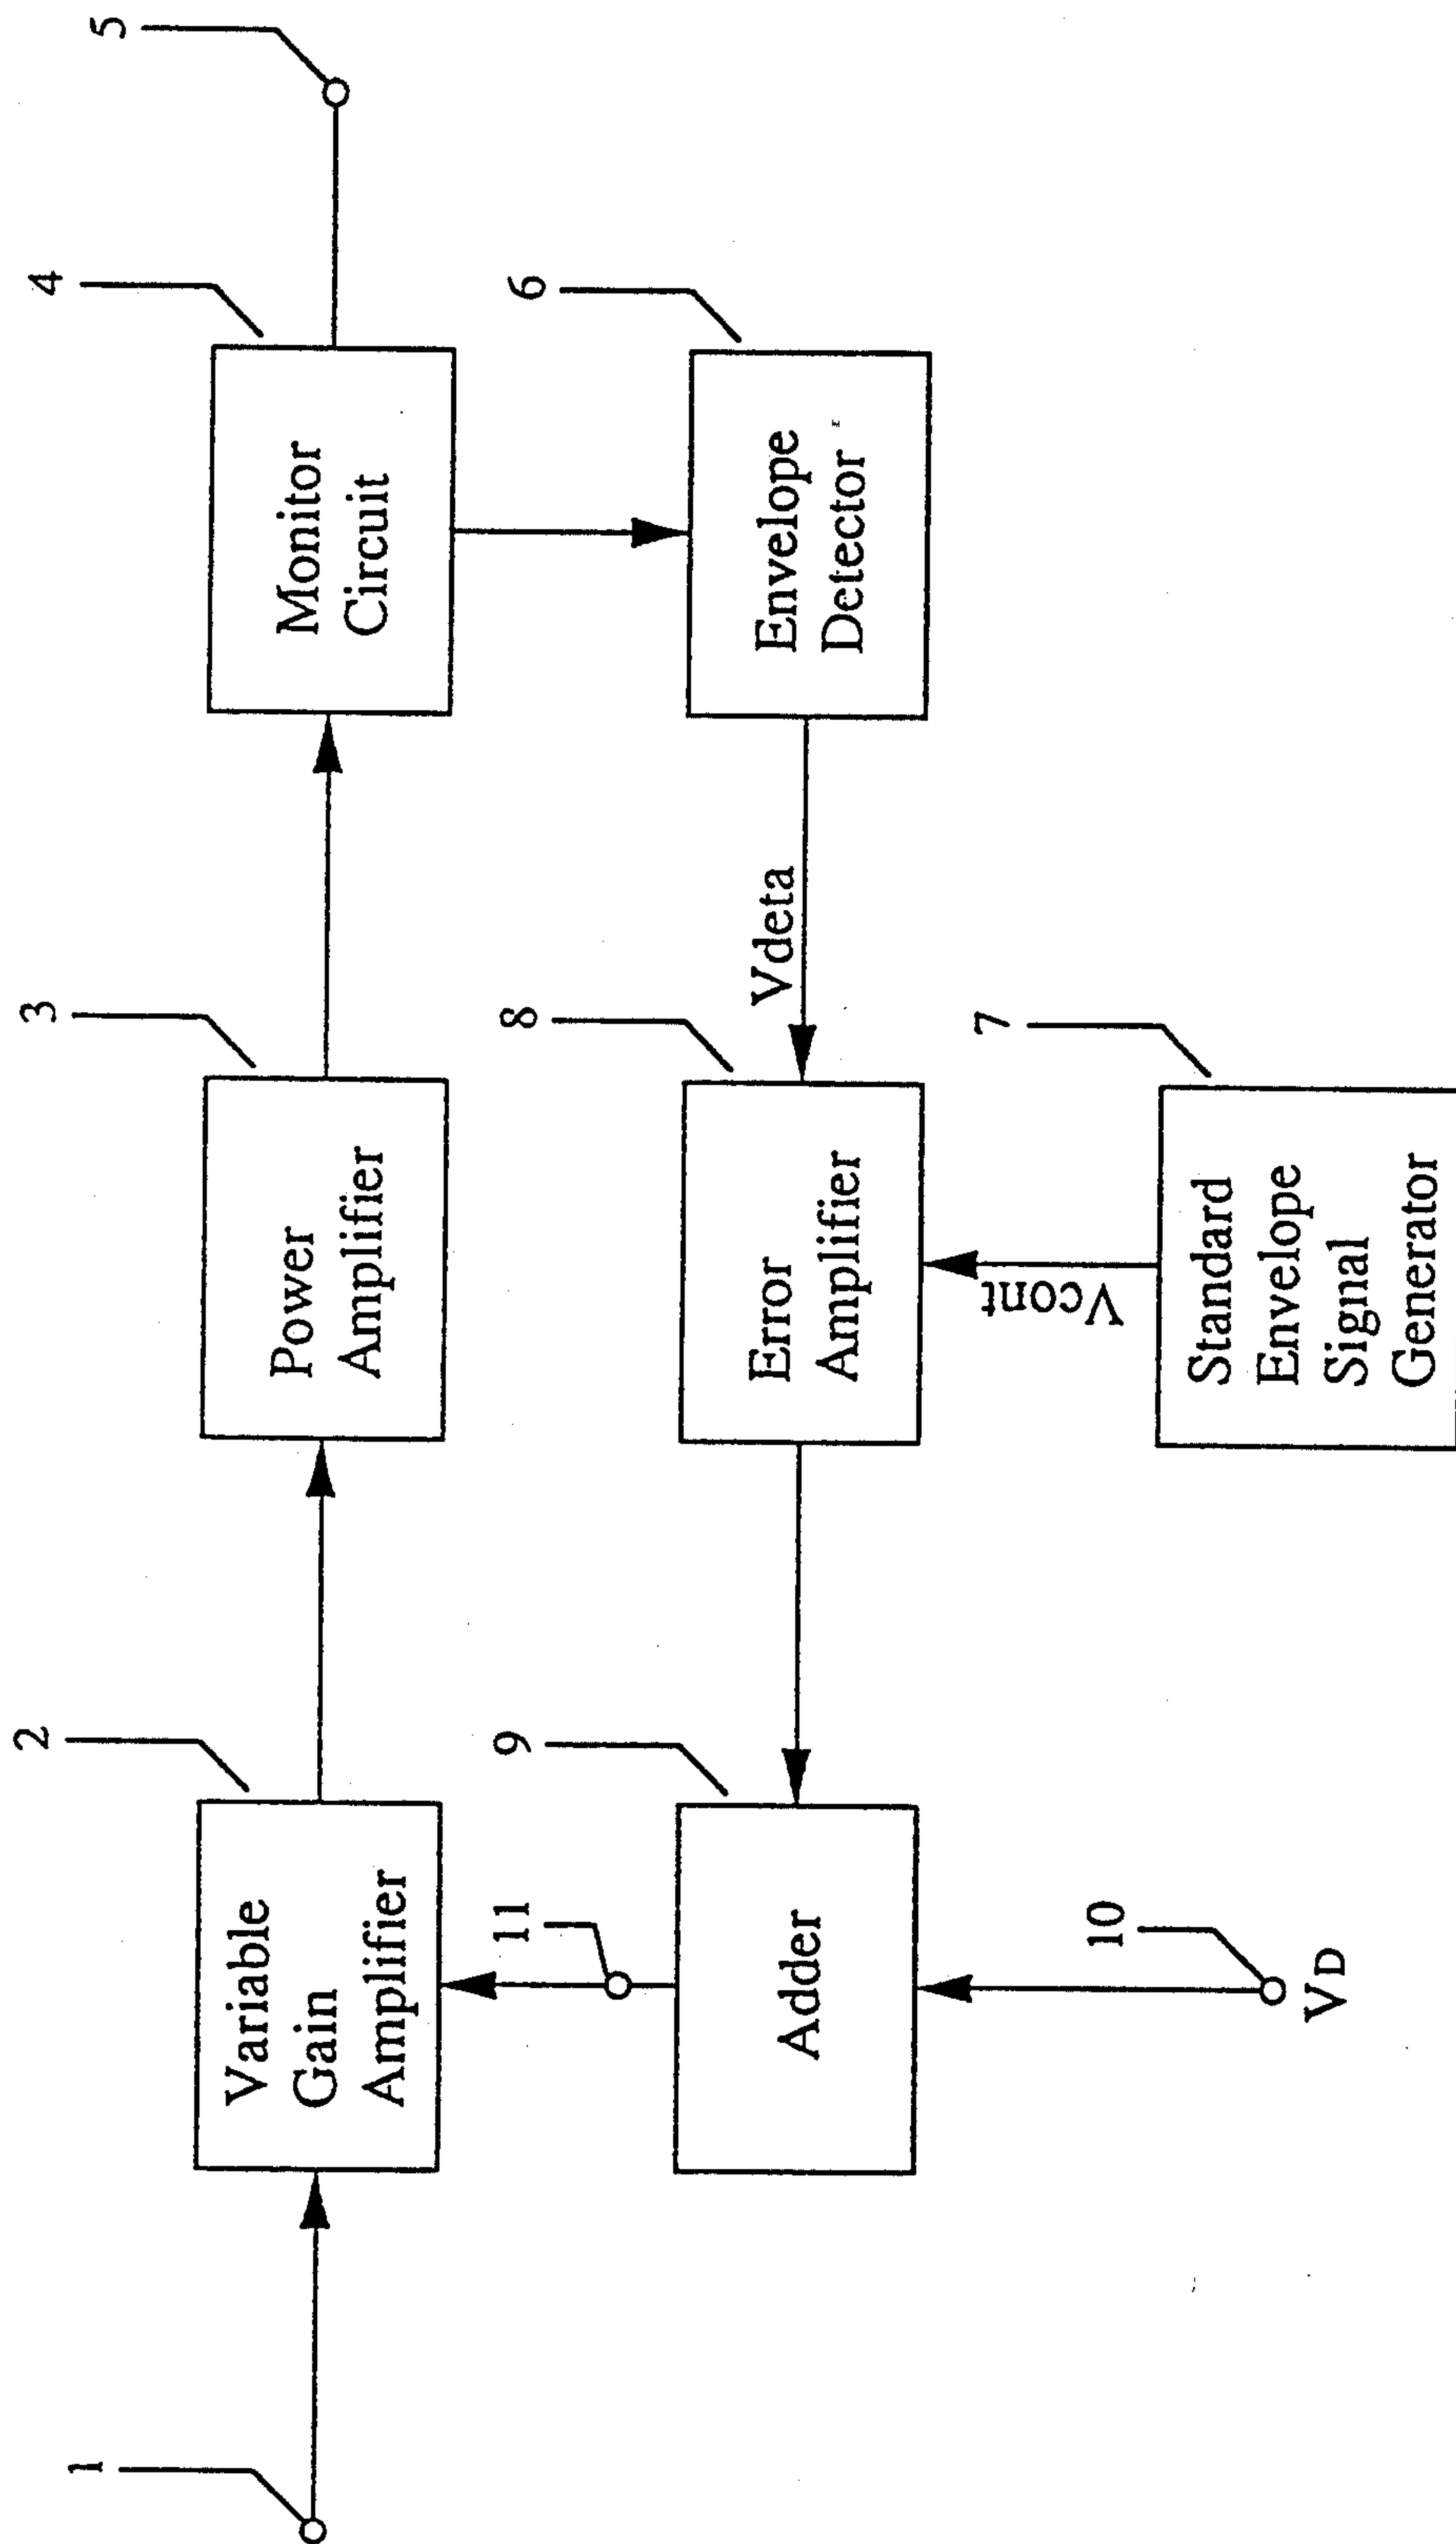 1
2
Variable
Gain
Amplifier
3
Power
Amplifier
4
Monitor
Circuit
5
11
9
Adder
8
Error
Amplifier
Vdeta
6
Envelope
Detector
10
VD
Vcont
7
Standard
Envelope
Signal
Generator